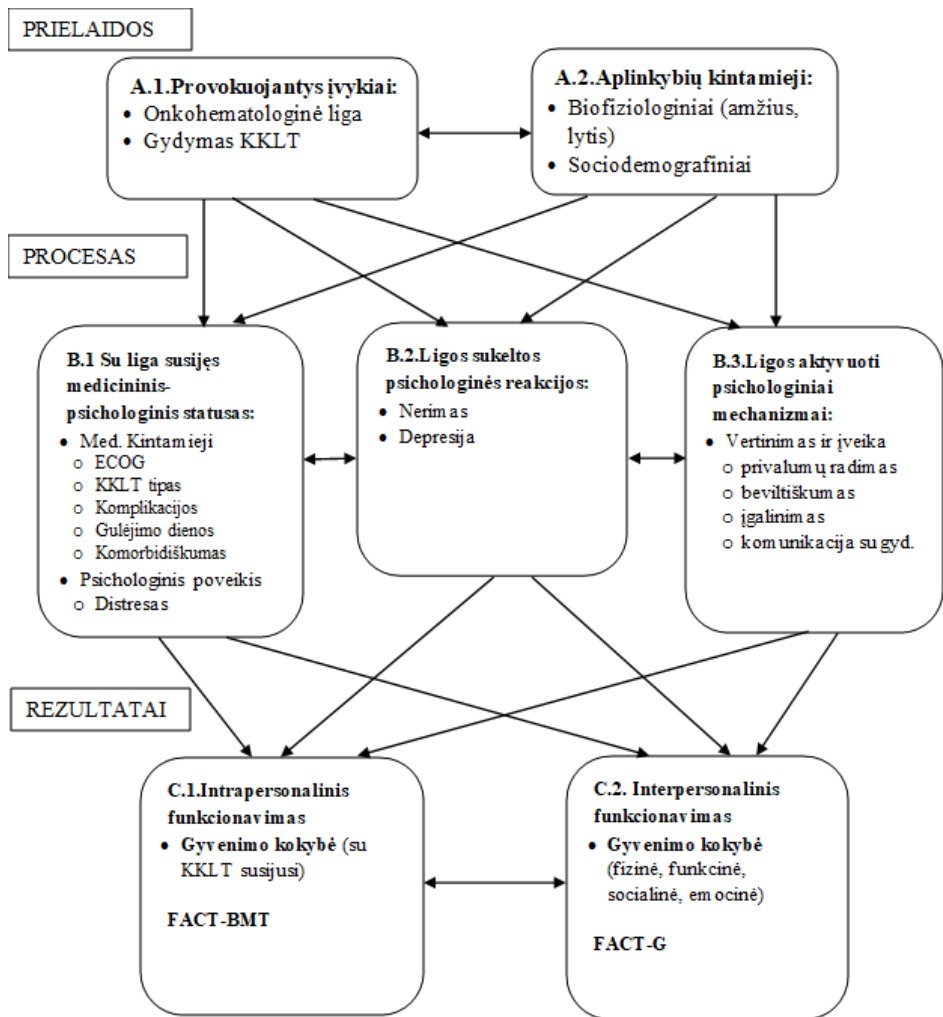 PRIELAIDOS
A.1.Provokuojantys įvykiai:
• Onkohematologinė liga
• Gydymas KKLT
A.2.Aplinkybių kintamieji:
• Biofiziologiniai (amžius,
lytis)
• Sociodemografiniai
PROCESAS
B.1 Su liga susijęs
medicininis-
psichologinis statusas:
• Med. Kintamieji
o ECOG
o KKLT tipas
o Komplikacijos
o Gulėjimo dienos
o Komorbidiškumas
• Psichologinis poveikis
o Distresas
B.2.Ligos sukeltos
psichologinės reakcijos:
• Nerimas
• Depresija
B.3.Ligos aktyvuoti
psichologiniai
mechanizmai:
• Vertinimas ir įveika
o privalumų radimas
o beviltiškumas
o įgalinimas
o komunikacija su gyd.
REZULTATAI
C.1.Intrapersonalinis
funkcionavimas
• Gyvenimo kokybė (su
KKLT susijusi)
FACT-BMT
C.2. Interpersonalinis
funkcionavimas
• Gyvenimo kokybė
(fizinė, funkcinė,
socialinė, emocinė)
FACT-G